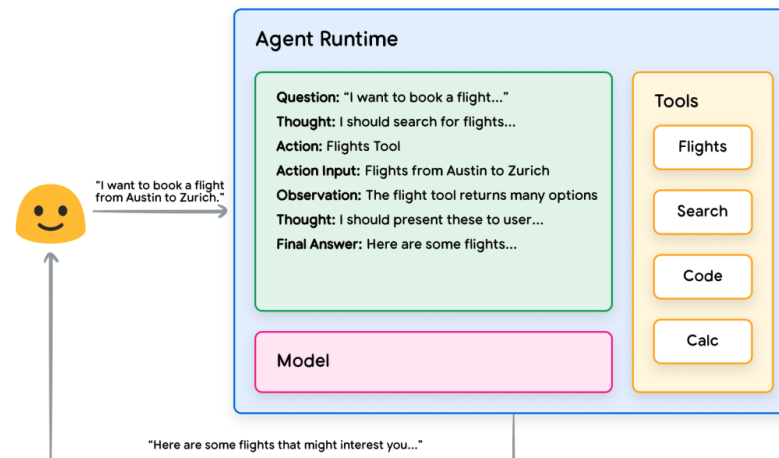 Agent Runtime
Question: “I want to book a flight...”
Thought: I should search for flights...
Action: Flights Tool
Action Input: Flights from Austin to Zurich
Observation: The flight tool returns many options
Thought: I should present these to user...
Final Answer: Here are some flights...
Tools
Flights
Search
Code
Calc
“I want to book a flight
from Austin to Zurich.”
Model
“Here are some flights that might interest you...”